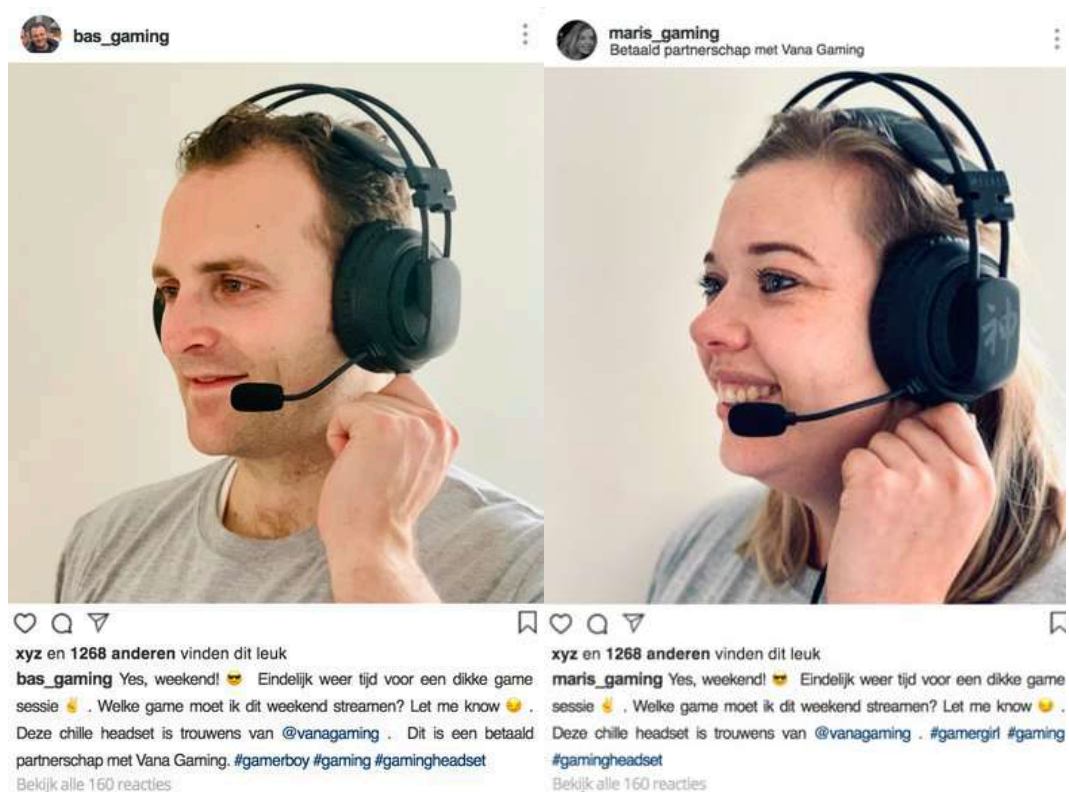 bas_gaming
xyz en 1268 anderen vinden dit leuk
bas_gaming Yes, weekend! 😎 Eindelijk weer tijd voor een dikke game
sessie ✌️ . Welke game moet ik dit weekend streamen? Let me know 😏 .
Deze chille headset is trouwens van @vanagaming . Dit is een betaald
partnerschap met Vana Gaming. #gamerboy #gaming #gamingheadset
Bekijk alle 160 reacties
maris_gaming
Betaald partnerschap met Vana Gaming
神
xyz en 1268 anderen vinden dit leuk
maris_gaming Yes, weekend! 😎 Eindelijk weer tijd voor een dikke game
sessie ✌️ . Welke game moet ik dit weekend streamen? Let me know 😏 .
Deze chille headset is trouwens van @vanagaming . #gamergirl #gaming
#gamingheadset
Bekijk alle 160 reacties